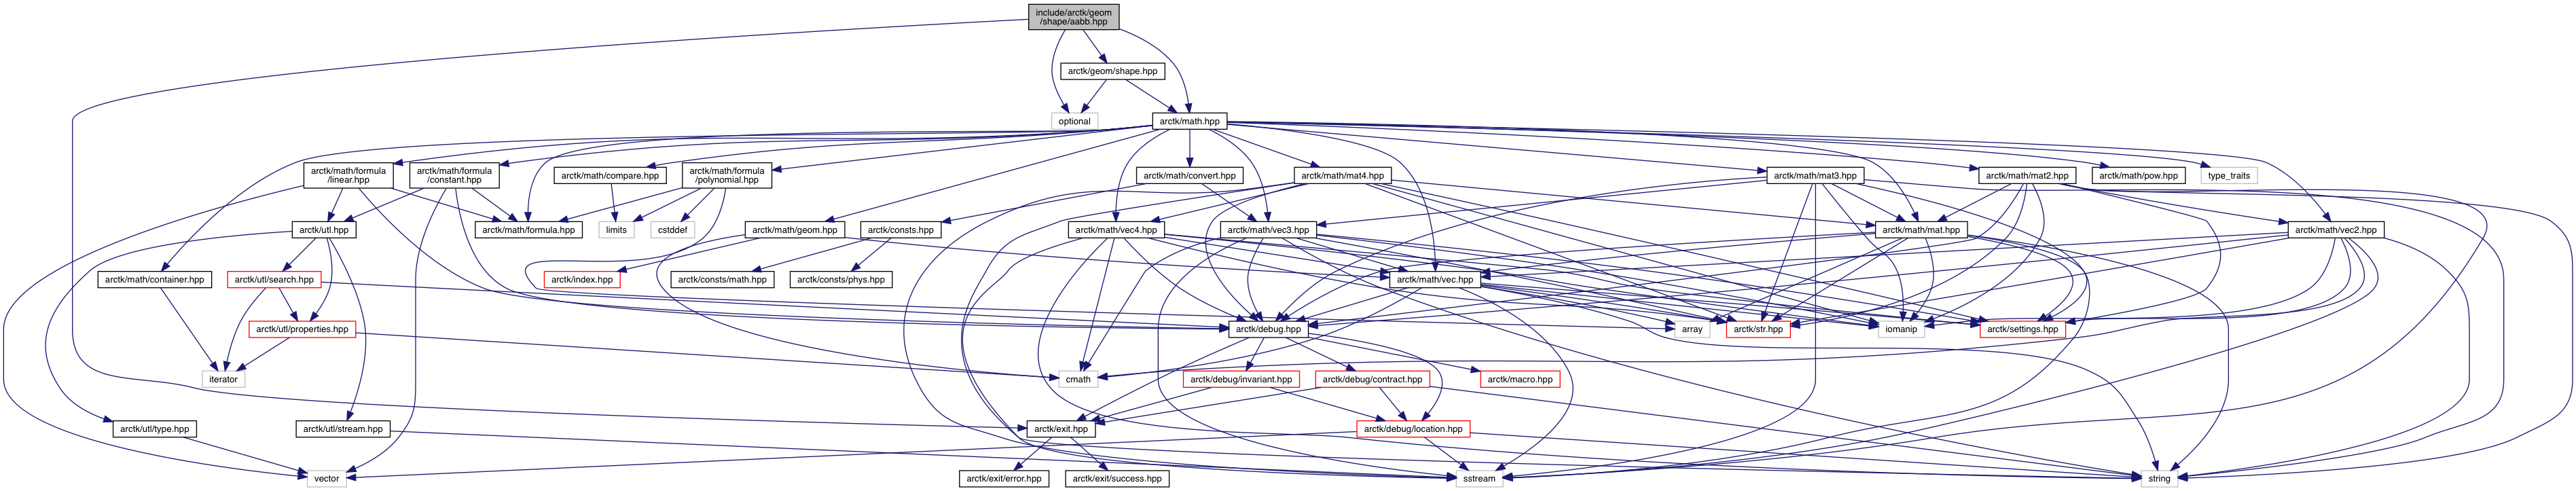 include/arctk/geom
/shape/aabb.hpp
arctk/geom/shape.hpp
optional
arctk/math.hpp
arctk/math/formula
/linear.hpp
arctk/math/formula
/constant.hpp
arctk/math/compare.hpp
arctk/math/formula
/polynomial.hpp
arctk/math/convert.hpp
arctk/math/mat4.hpp
arctk/math/mat3.hpp
arctk/math/mat2.hpp
arctk/math/pow.hpp
type_traits
arctk/utl.hpp
arctk/math/formula.hpp
limits
cstddef
arctk/math/geom.hpp
arctk/consts.hpp
arctk/math/vec4.hpp
arctk/math/vec3.hpp
arctk/math/mat.hpp
arctk/math/vec2.hpp
arctk/math/container.hpp
arctk/utl/search.hpp
arctk/index.hpp
arctk/consts/math.hpp
arctk/consts/phys.hpp
arctk/math/vec.hpp
arctk/utl/properties.hpp
arctk/debug.hpp
array
arctk/str.hpp
iomanip
arctk/settings.hpp
iterator
cmath
arctk/debug/invariant.hpp
arctk/debug/contract.hpp
arctk/macro.hpp
arctk/utl/type.hpp
arctk/utl/stream.hpp
arctk/exit.hpp
arctk/debug/location.hpp
vector
arctk/exit/error.hpp
arctk/exit/success.hpp
sstream
string